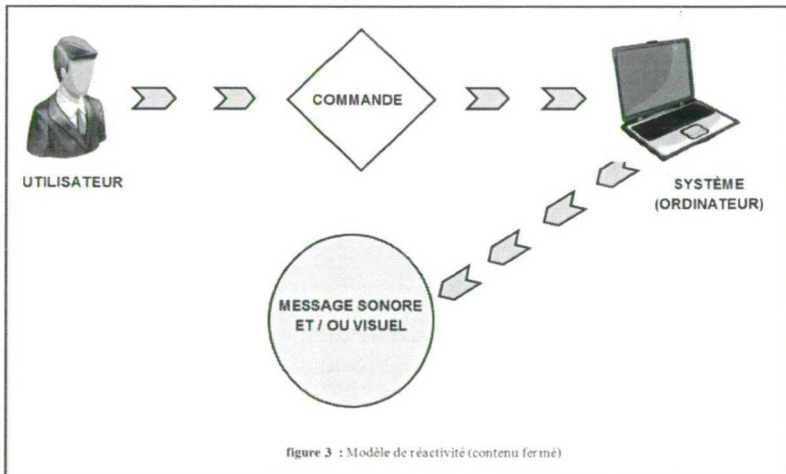 COMMANDE
UTILISATEUR
SYSTÈME
(ORDINATEUR)
MESSAGE SONORE
ET / OU VISUEL
figure 3 : Modèle de réactivité (contenu fermé)